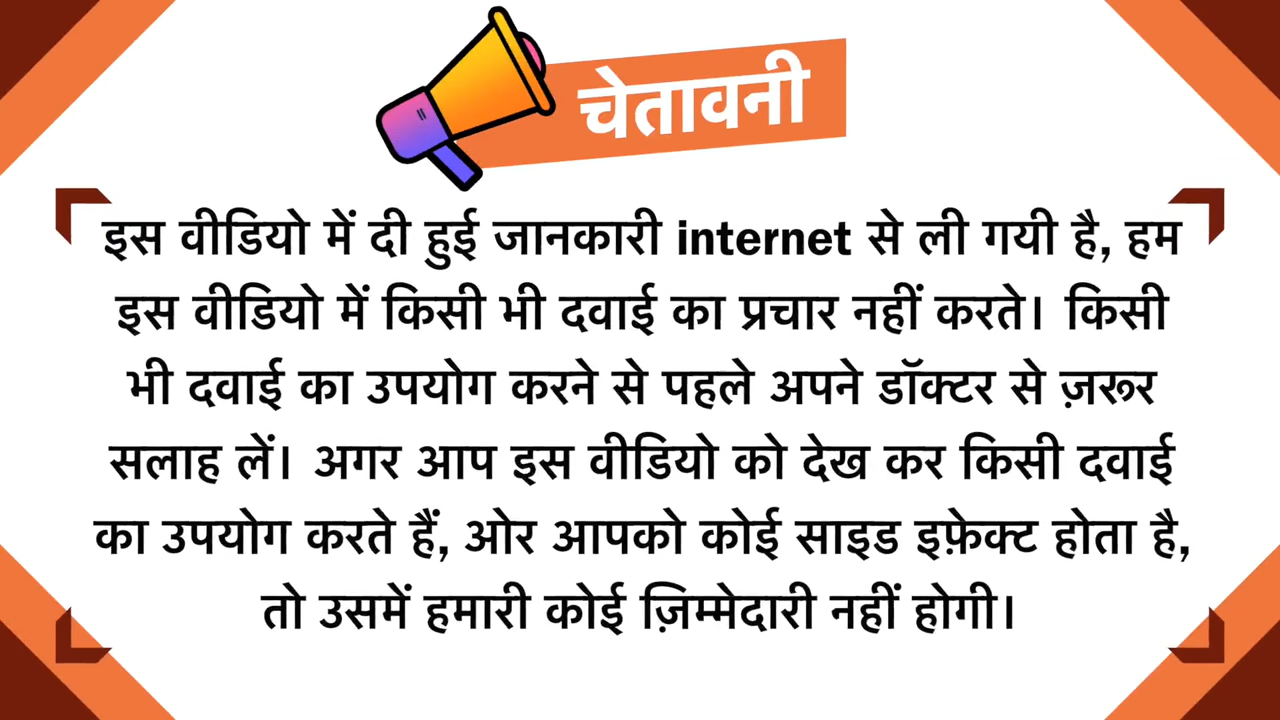 चेतावनी
इस वीडियो में दी हुई जानकारी internet से ली गयी है, हम
इस वीडियो में किसी भी दवाई का प्रचार नहीं करते। किसी
भी दवाई का उपयोग करने से पहले अपने डॉक्टर से ज़रूर
सलाह लें। अगर आप इस वीडियो को देख कर किसी दवाई
का उपयोग करते हैं, ओर आपको कोई साइड इफ़ेक्ट होता है,
तो उसमें हमारी कोई ज़िम्मेदारी नहीं होगी।